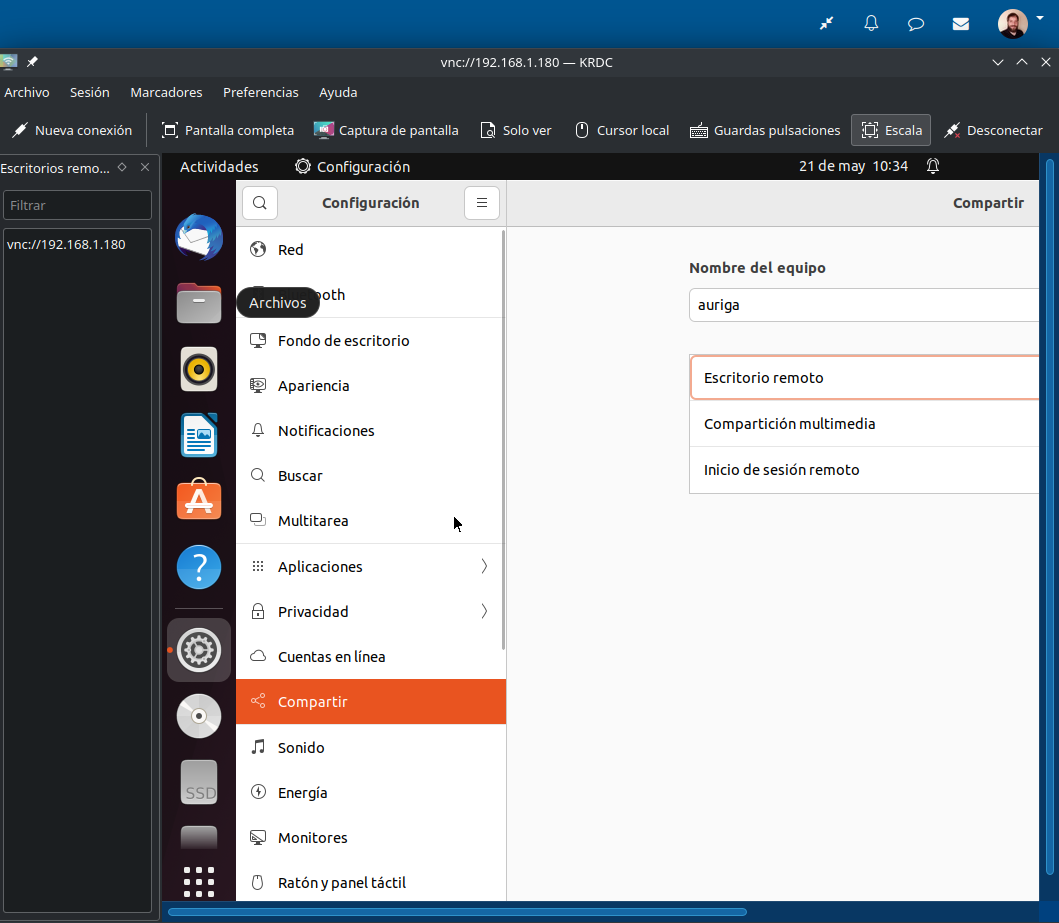 vnc://192.168.1.180 — KRDC
Archivo Sesión Marcadores Preferencias Ayuda
Nueva conexión Pantalla completa Captura de pantalla Solo ver Cursor local Guardas pulsaciones Escala Desconectar
Escritorios remo...
Filtrar
vnc://192.168.1.180
Actividades Configuración 21 de may 10:34
Configuración Compartir
Red
ooth
Archivos
Fondo de escritorio
Apariencia
Notificaciones
Buscar
Multitarea
Aplicaciones
Privacidad
Cuentas en línea
Compartir
Sonido
Energía
Monitores
Ratón y panel táctil
SSD
Nombre del equipo
auriga
Escritorio remoto
Compartición multimedia
Inicio de sesión remoto